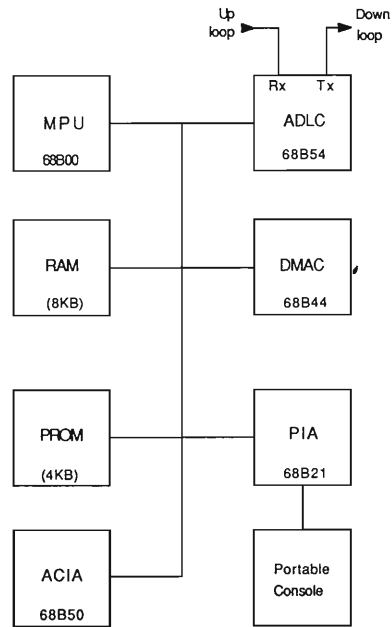 Up
loop
Down
loop
Rx Tx
MPU
68B00
ADLC
68B54
RAM
(8KB)
DMAC
68B44
PROM
(4KB)
PIA
68B21
ACIA
68B50
Portable
Console